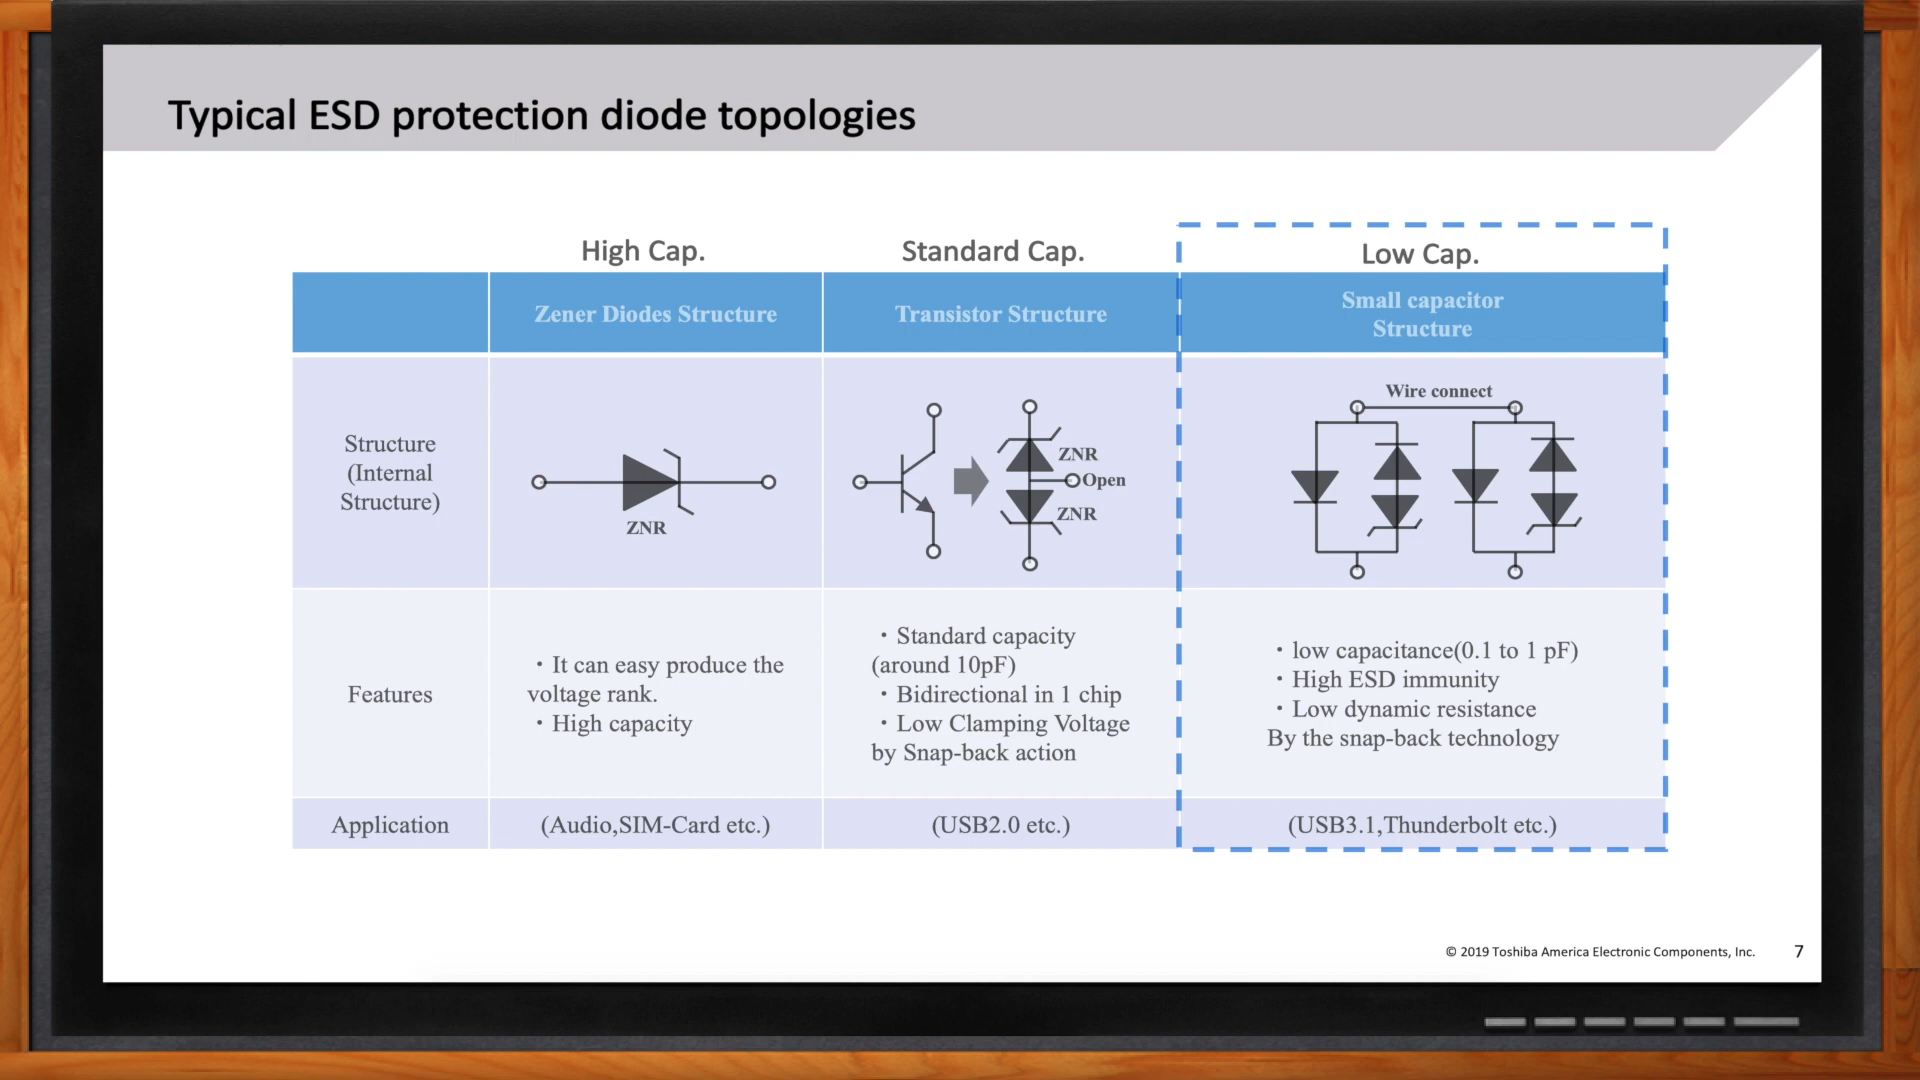 Typical ESD protection diode topologies
High Cap.
Standard Cap.
Low Cap.
Zener Diodes Structure
Transistor Structure
Small capacitor
Structure
Structure
(Internal
Structure)
ZNR
ZNR
Open
ZNR
Wire connect
Features
・It can easy produce the
voltage rank.
・High capacity
・Standard capacity
(around 10pF)
・Bidirectional in 1 chip
・Low Clamping Voltage
by Snap-back action
・low capacitance(0.1 to 1 pF)
・High ESD immunity
・Low dynamic resistance
By the snap-back technology
Application
(Audio,SIM-Card etc.)
(USB2.0 etc.)
(USB3.1,Thunderbolt etc.)
© 2019 Toshiba America Electronic Components, Inc.
7